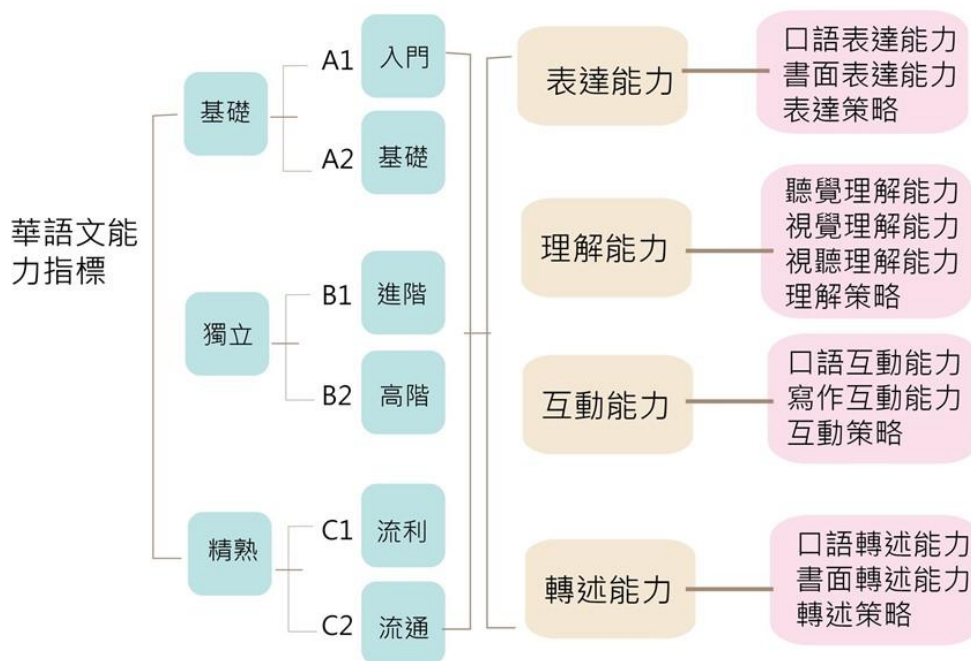 華語文能
力指標
基礎
獨立
精熟
A1
入門
A2
基礎
B1
進階
B2
高階
C1
流利
C2
流通
表達能力
口語表達能力
書面表達能力
表達策略
理解能力
聽覺理解能力
視覺理解能力
視聽理解能力
理解策略
互動能力
口語互動能力
寫作互動能力
互動策略
轉述能力
口語轉述能力
書面轉述能力
轉述策略